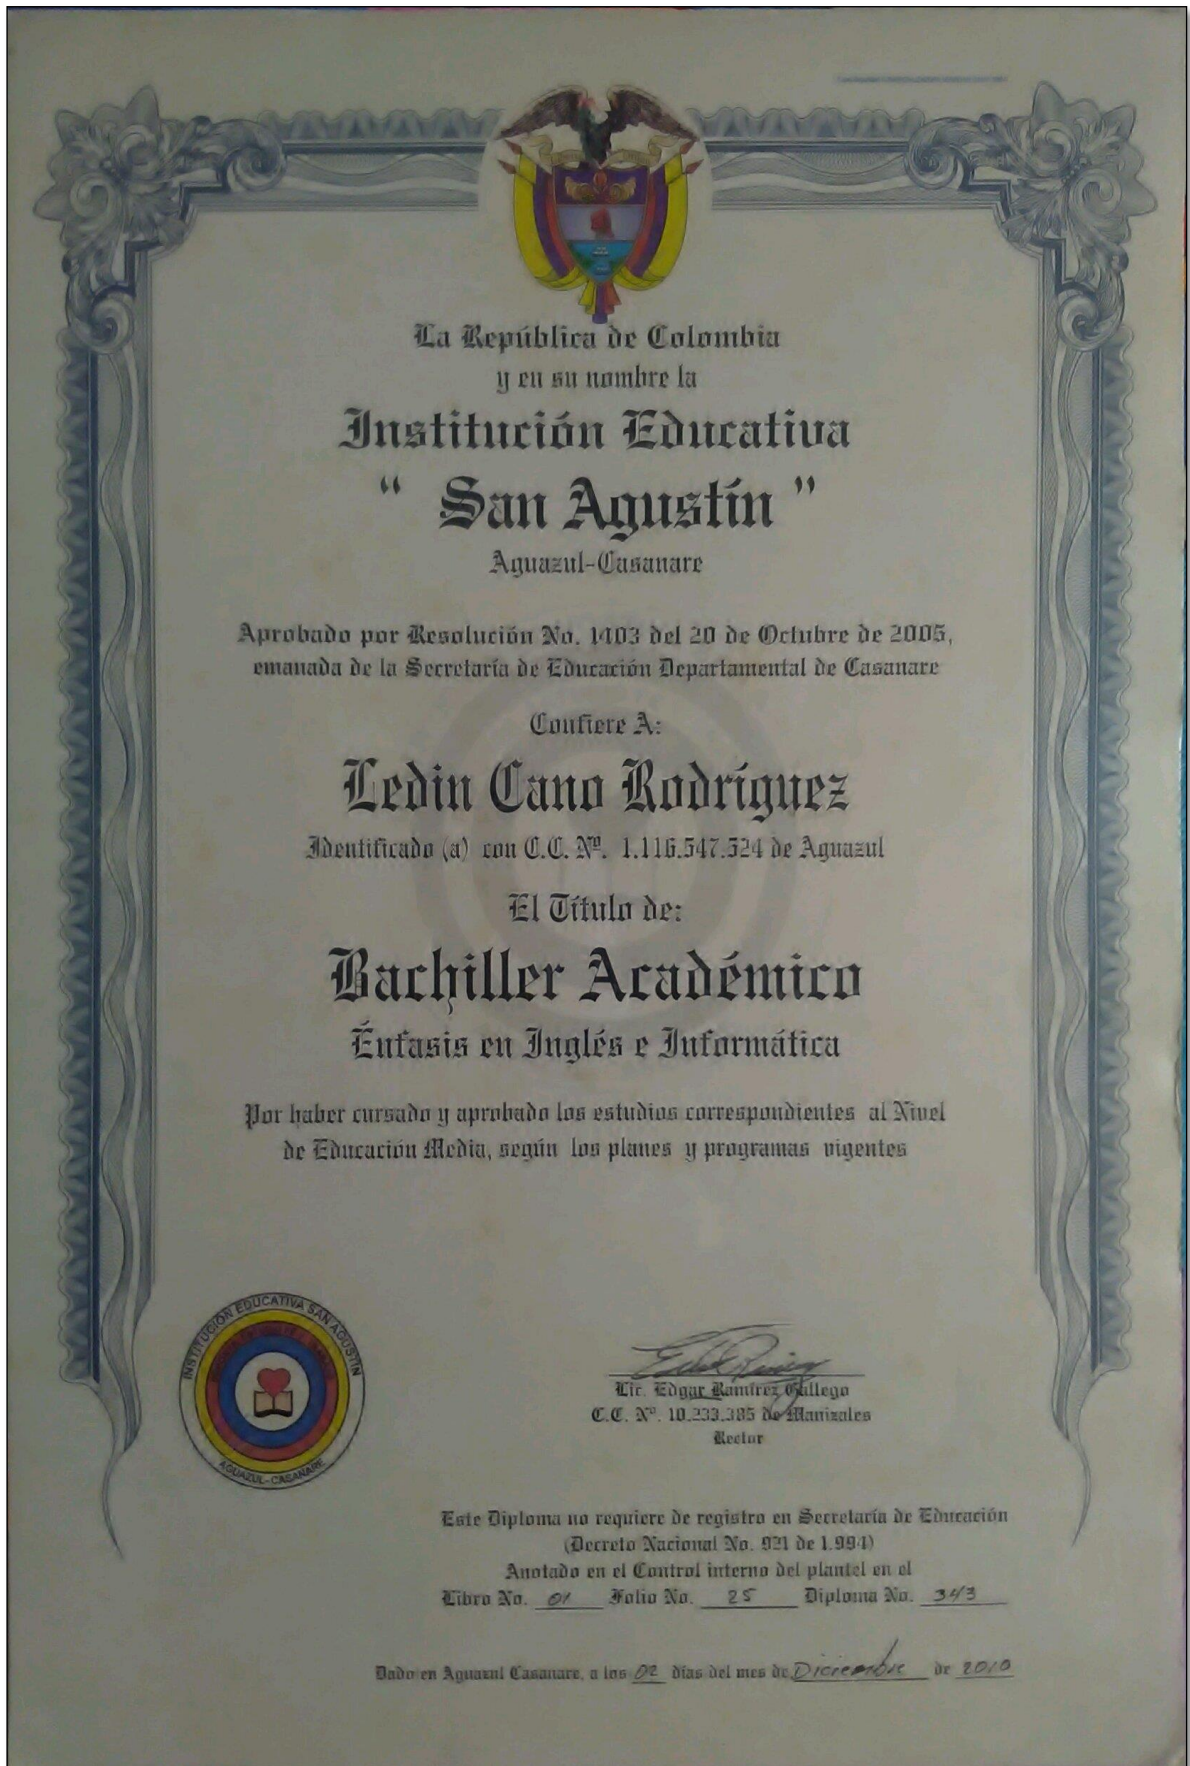 La República de Colombia
y en su nombre la
Institución Educativa
“ San Agustín ”
Aguazul-Casanare
Aprobado por Resolución No. 1403 del 20 de Octubre de 2005,
emanada de la Secretaría de Educación Departamental de Casanare
Confiere A:
Ledin Cano Rodríguez
Identificado (a) con C.C. Nº. 1.116.547.524 de Aguazul
El Título de:
Bachiller Académico
Énfasis en Inglés e Informática
Por haber cursado y aprobado los estudios correspondientes al Nivel
de Educación Media, según los planes y programas vigentes
INSTITUCIÓN EDUCATIVA SAN AGUSTÍN
AGUAZUL-CASANARE
Lic. Edgar Ramírez Gallego
C.C. Nº. 10.233.385 de Manizales
Rector
Este Diploma no requiere de registro en Secretaría de Educación
(Decreto Nacional No. 921 de 1.994)
Anotado en el Control interno del plantel en el
Libro No. 01 Folio No. 25 Diploma No. 343
Dado en Aguazul Casanare, a los 02 días del mes de Diciembre de 2010